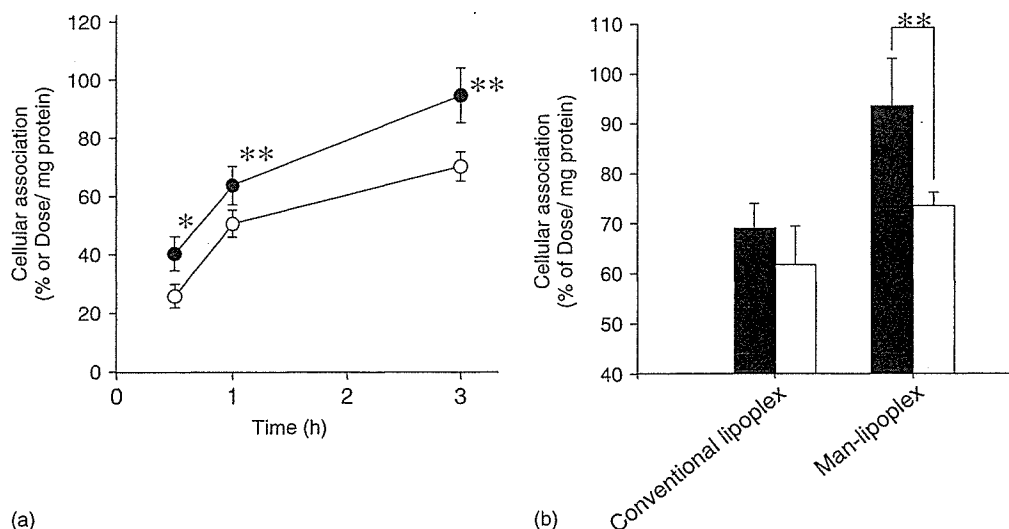 Cellular association
(% or Dose/ mg protein)
120
100
80
60
40
20
0
*
**
**
0
1
2
3
Time (h)
(a)
Cellular association
(% of Dose/ mg protein)
110
100
90
80
70
60
50
40
**
Conventional lipoplex
Man-lipoplex
(b)